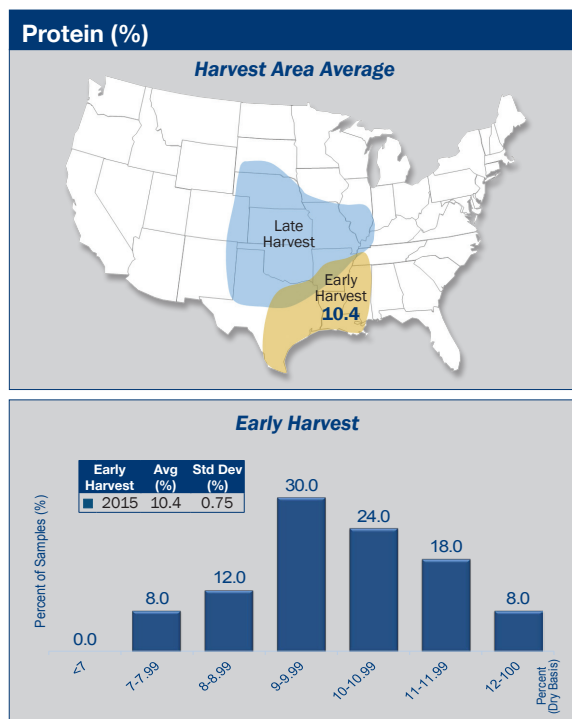 Protein (%)
Harvest Area Average
Late
Harvest
Early
Harvest
10.4
Early Harvest
Early Avg Std Dev
Harvest (%) (%)
2015 10.4 0.75
Percent of Samples (%)
0.0
8.0
12.0
30.0
24.0
18.0
8.0
<7
7-7.99
8-8.99
9-9.99
10-10.99
11-11.99
12-100
Percent
(Dry Basis)